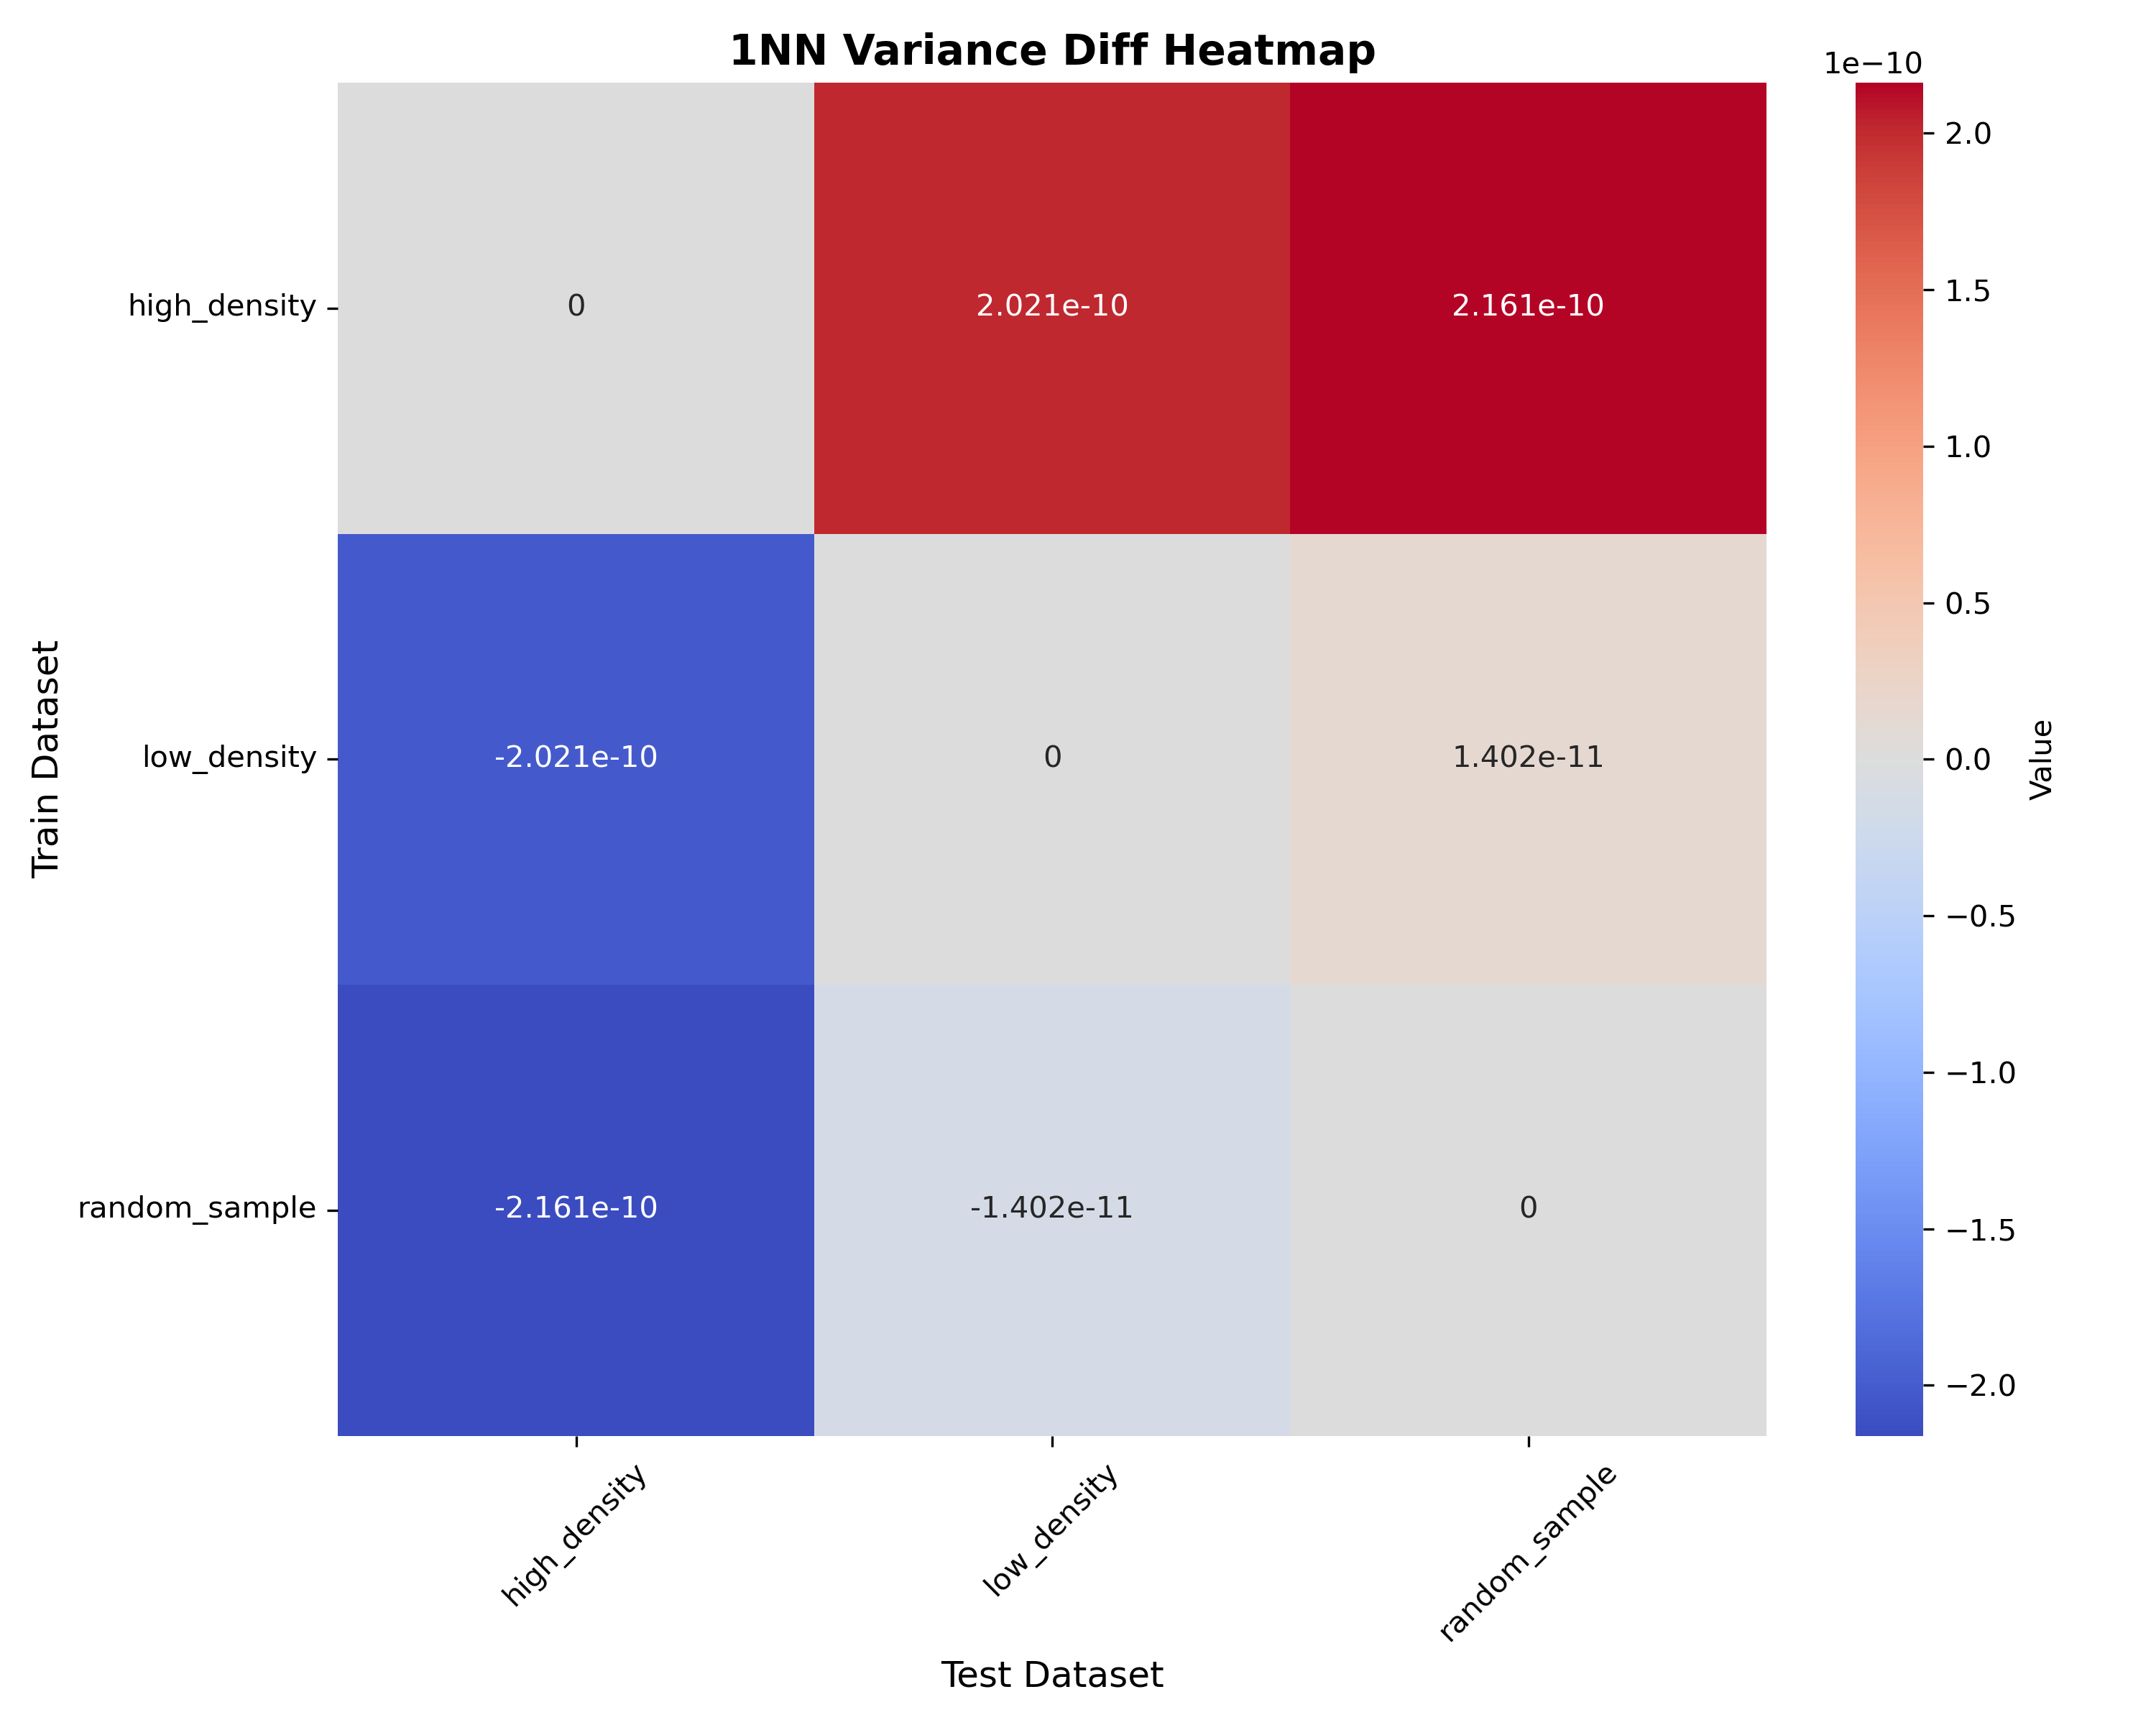 1NN Variance Diff Heatmap
1e−10
high_density
0
2.021e-10
2.161e-10
low_density
-2.021e-10
0
1.402e-11
random_sample
-2.161e-10
-1.402e-11
0
Train Dataset
high_density
low_density
random_sample
Test Dataset
2.0
1.5
1.0
0.5
0.0
−0.5
−1.0
−1.5
−2.0
Value